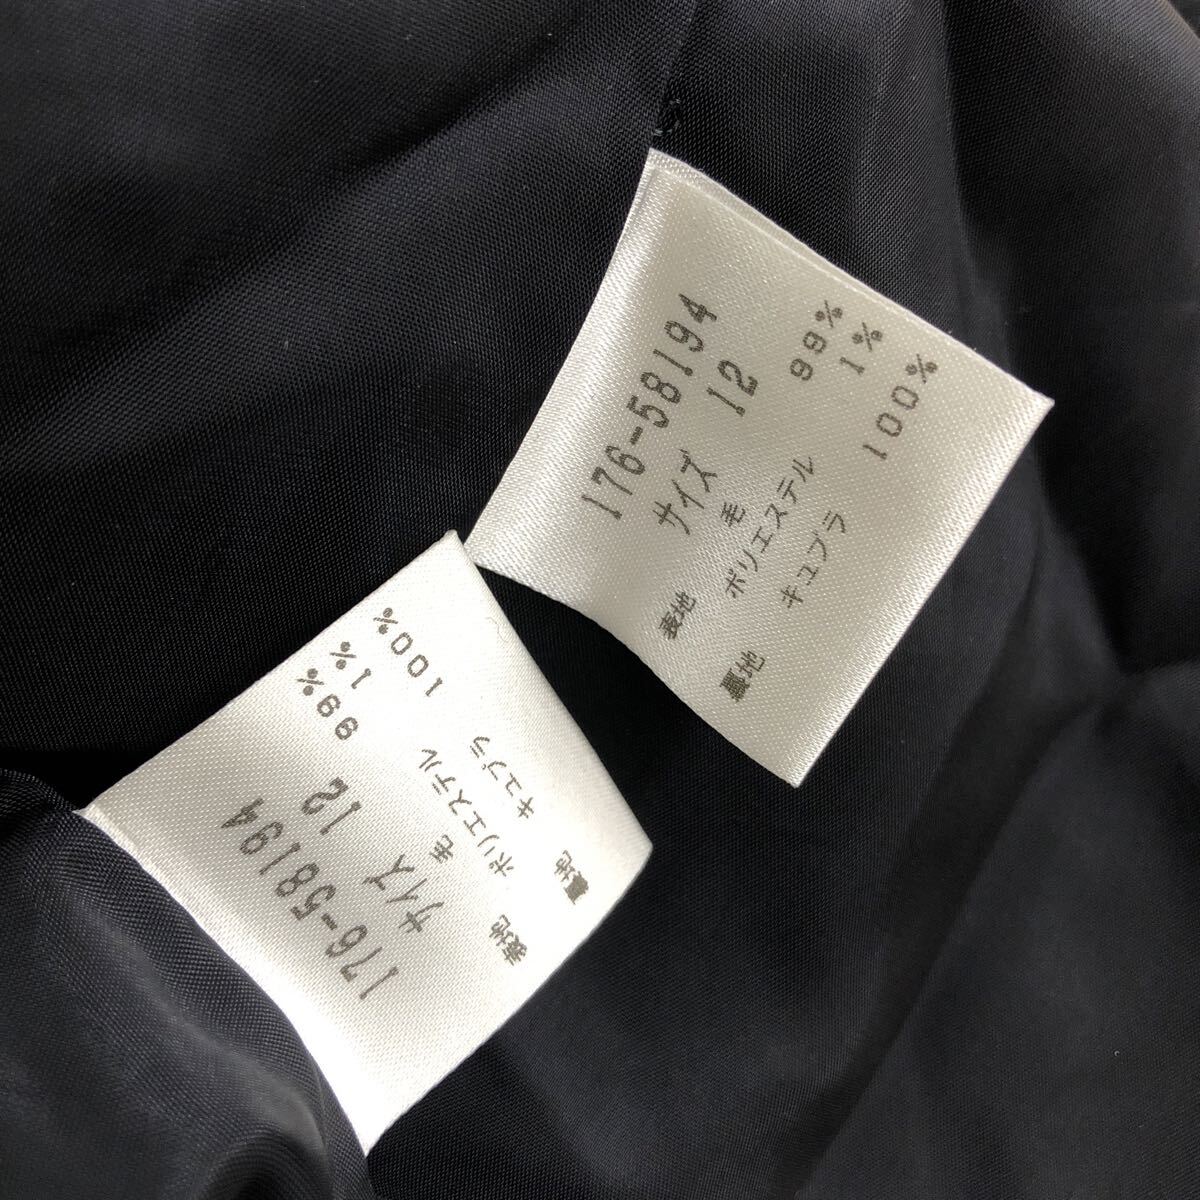 176-58194
サイズ 12
表地 毛 99%
ポリエステル 1%
裏地 キュプラ 100%
176-58194
サイズ 12
表地 毛 99%
ポリエステル 1%
裏地 キュプラ 100%